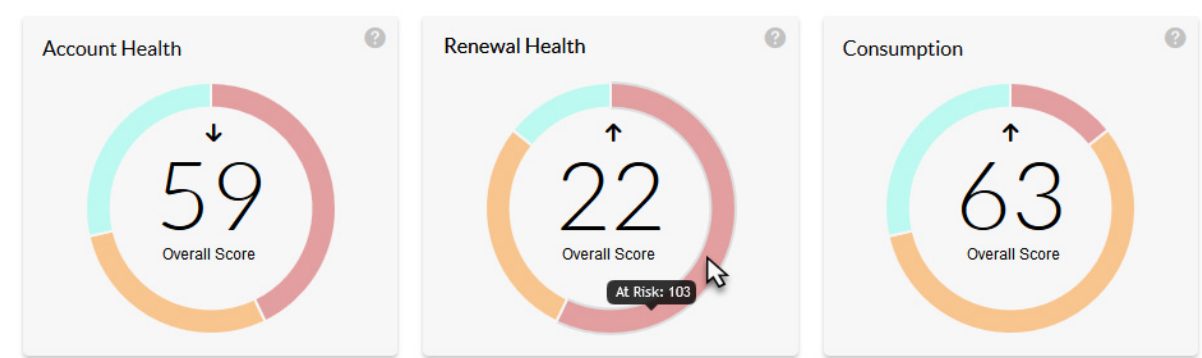 Account Health
?
↓
59
Overall Score
Renewal Health
?
↑
22
Overall Score
At Risk: 103
Consumption
?
↑
63
Overall Score